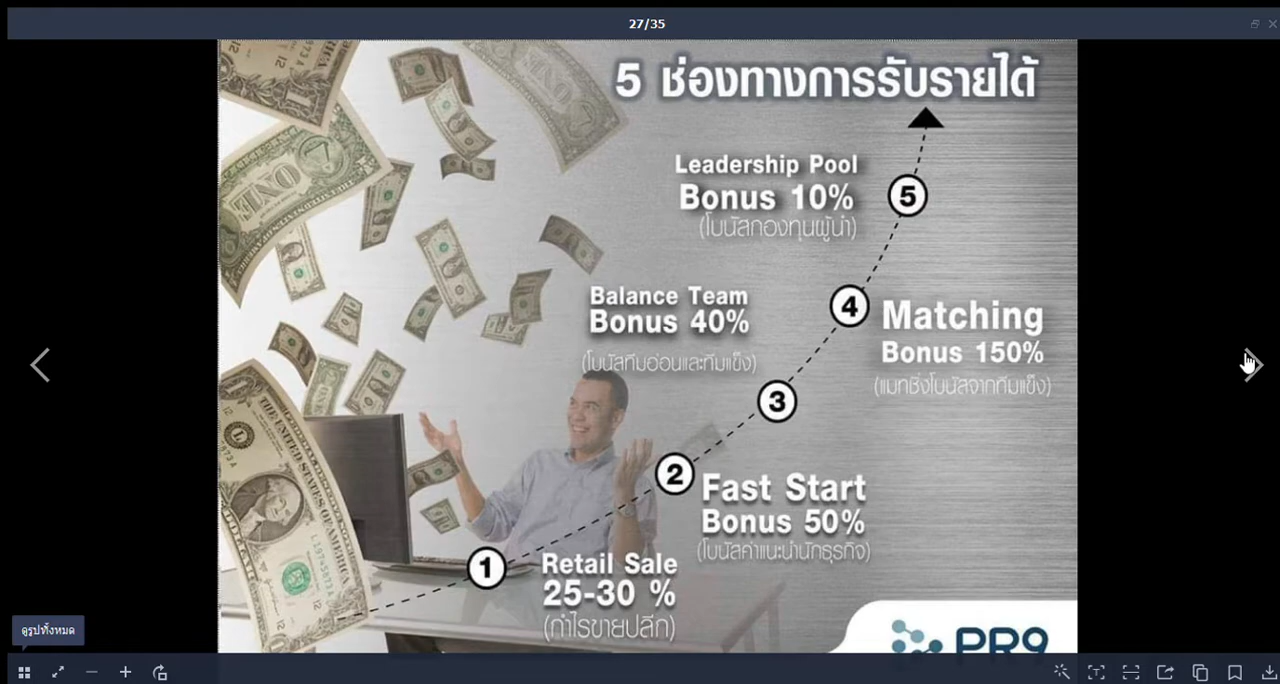 27/35
5 ช่องทางการรับรายได้
Leadership Pool
Bonus 10%
(โบนัสกองทุนผู้นำ)
5
Balance Team
Bonus 40%
(โบนัสทีมอ่อนและทีมแข็ง)
4
Matching
Bonus 150%
(แมทชิ่งโบนัสจากทีมแข็ง)
3
2
Fast Start
Bonus 50%
(โบนัสค่าแนะนำนักธุรกิจ)
1
Retail Sale
25-30 %
(กำไรขายปลีก)
PR9
ดูรูปทั้งหมด